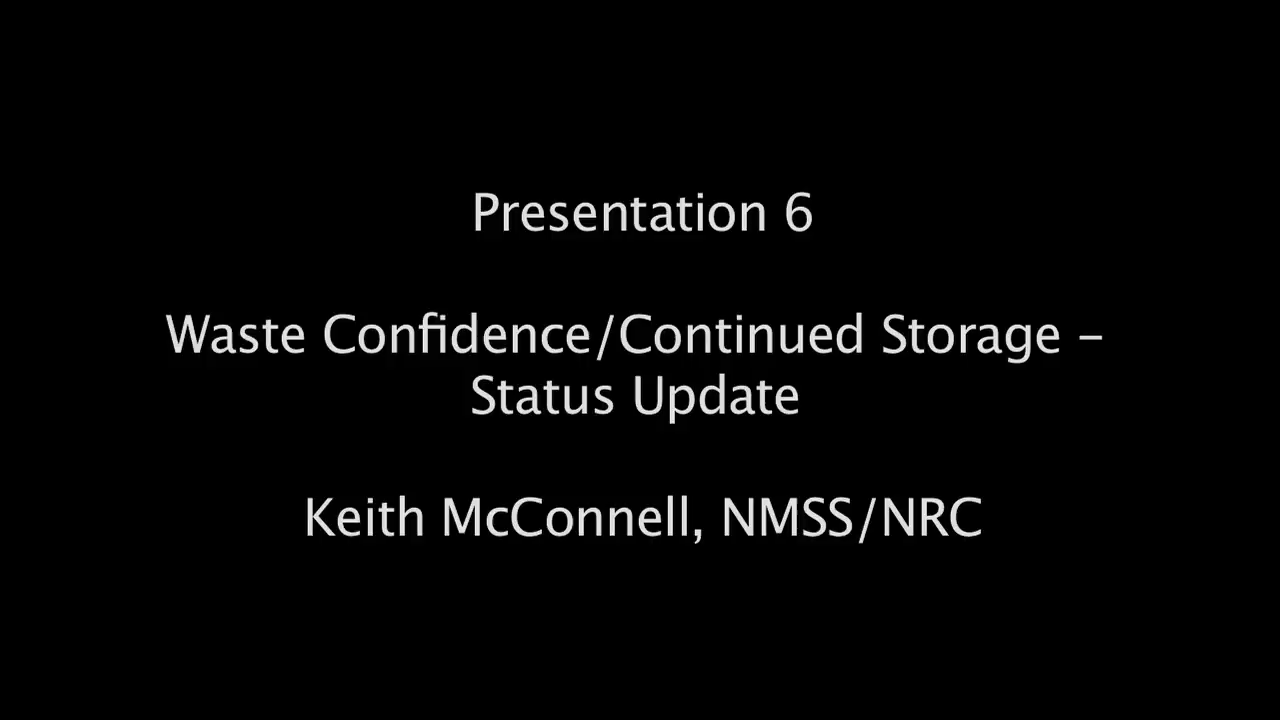 Presentation 6
Waste Confidence/Continued Storage –
Status Update
Keith McConnell, NMSS/NRC